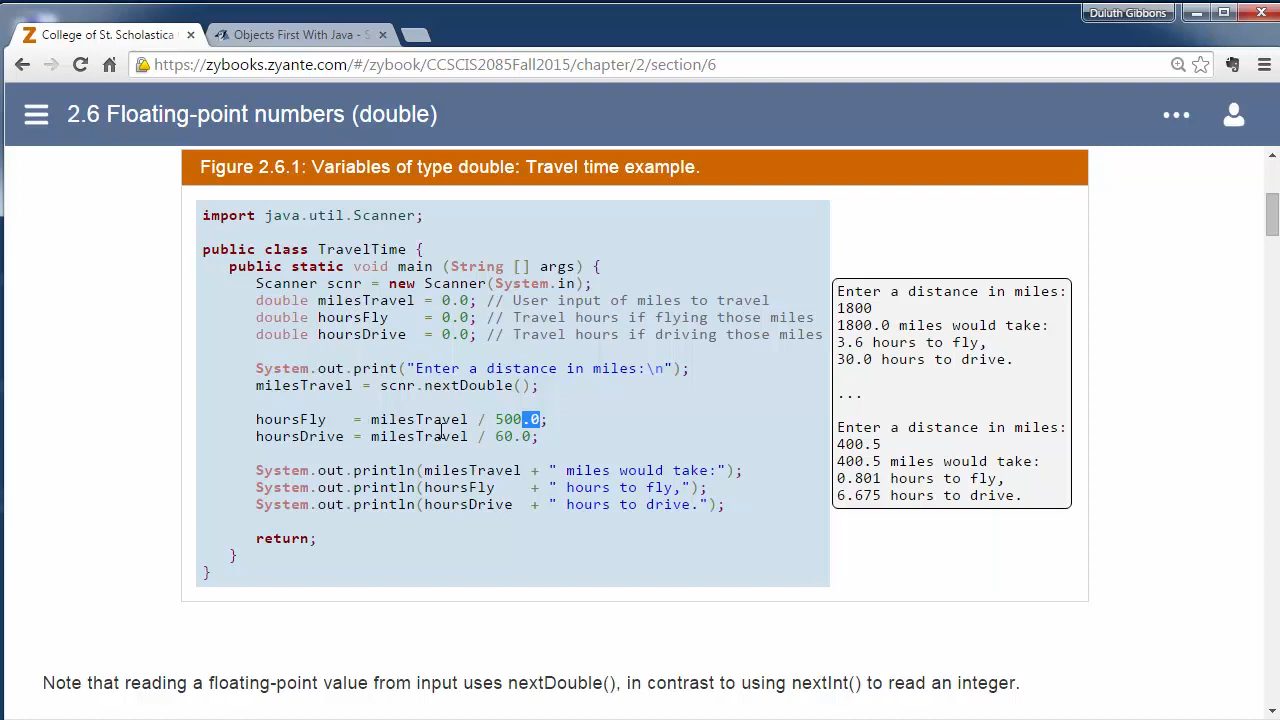 Duluth Gibbons
College of St. Scholastica
Objects First With Java - S
https://zybooks.zyante.com/#/zybook/CCSCIS2085Fall2015/chapter/2/section/6
2.6 Floating-point numbers (double)
Figure 2.6.1: Variables of type double: Travel time example.
import java.util.Scanner;
public class TravelTime {
public static void main (String [] args) {
Scanner scnr = new Scanner(System.in);
double milesTravel = 0.0; // User input of miles to travel
double hoursFly    = 0.0; // Travel hours if flying those miles
double hoursDrive  = 0.0; // Travel hours if driving those miles
System.out.print("Enter a distance in miles:\n");
milesTravel = scnr.nextDouble();
hoursFly   = milesTravel / 500.0;
hoursDrive = milesTravel / 60.0;
System.out.println(milesTravel + " miles would take:");
System.out.println(hoursFly    + " hours to fly,");
System.out.println(hoursDrive  + " hours to drive.");
return;
}
}
Enter a distance in miles:
1800
1800.0 miles would take:
3.6 hours to fly,
30.0 hours to drive.
...
Enter a distance in miles:
400.5
400.5 miles would take:
0.801 hours to fly,
6.675 hours to drive.
Note that reading a floating-point value from input uses nextDouble(), in contrast to using nextInt() to read an integer.